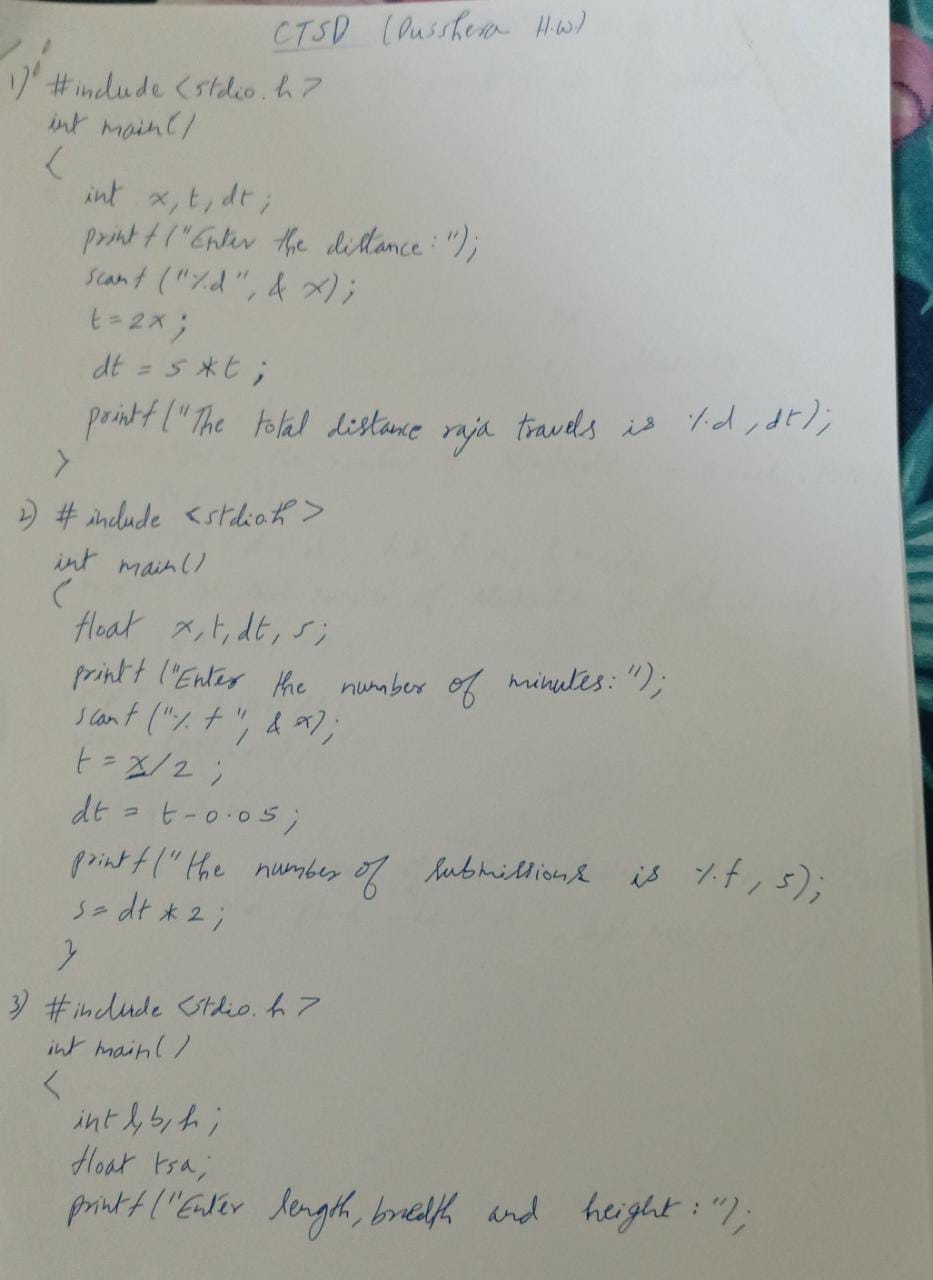 CTSD (Dusshera H.W.)
1) #include <stdio.h>
int main()
{
int x, t, dt;
printf("Enter the distance:");
scanf("%d", & x);
t = 2x;
dt = 5 * t;
printf("The total distance raja travels is %d, dt);
}
2) # include <stdio.h>
int main()
{
float x, t, dt, s;
printf("Enter the number of minutes:");
scanf("%f", & x);
t = x/2;
dt = t - 0.05;
printf("the number of submissions is %f, s);
s = dt * 2;
}
3) #include <stdio.h>
int main()
{
int l, b, h;
float tsa;
printf("Enter length, bredth and height:");